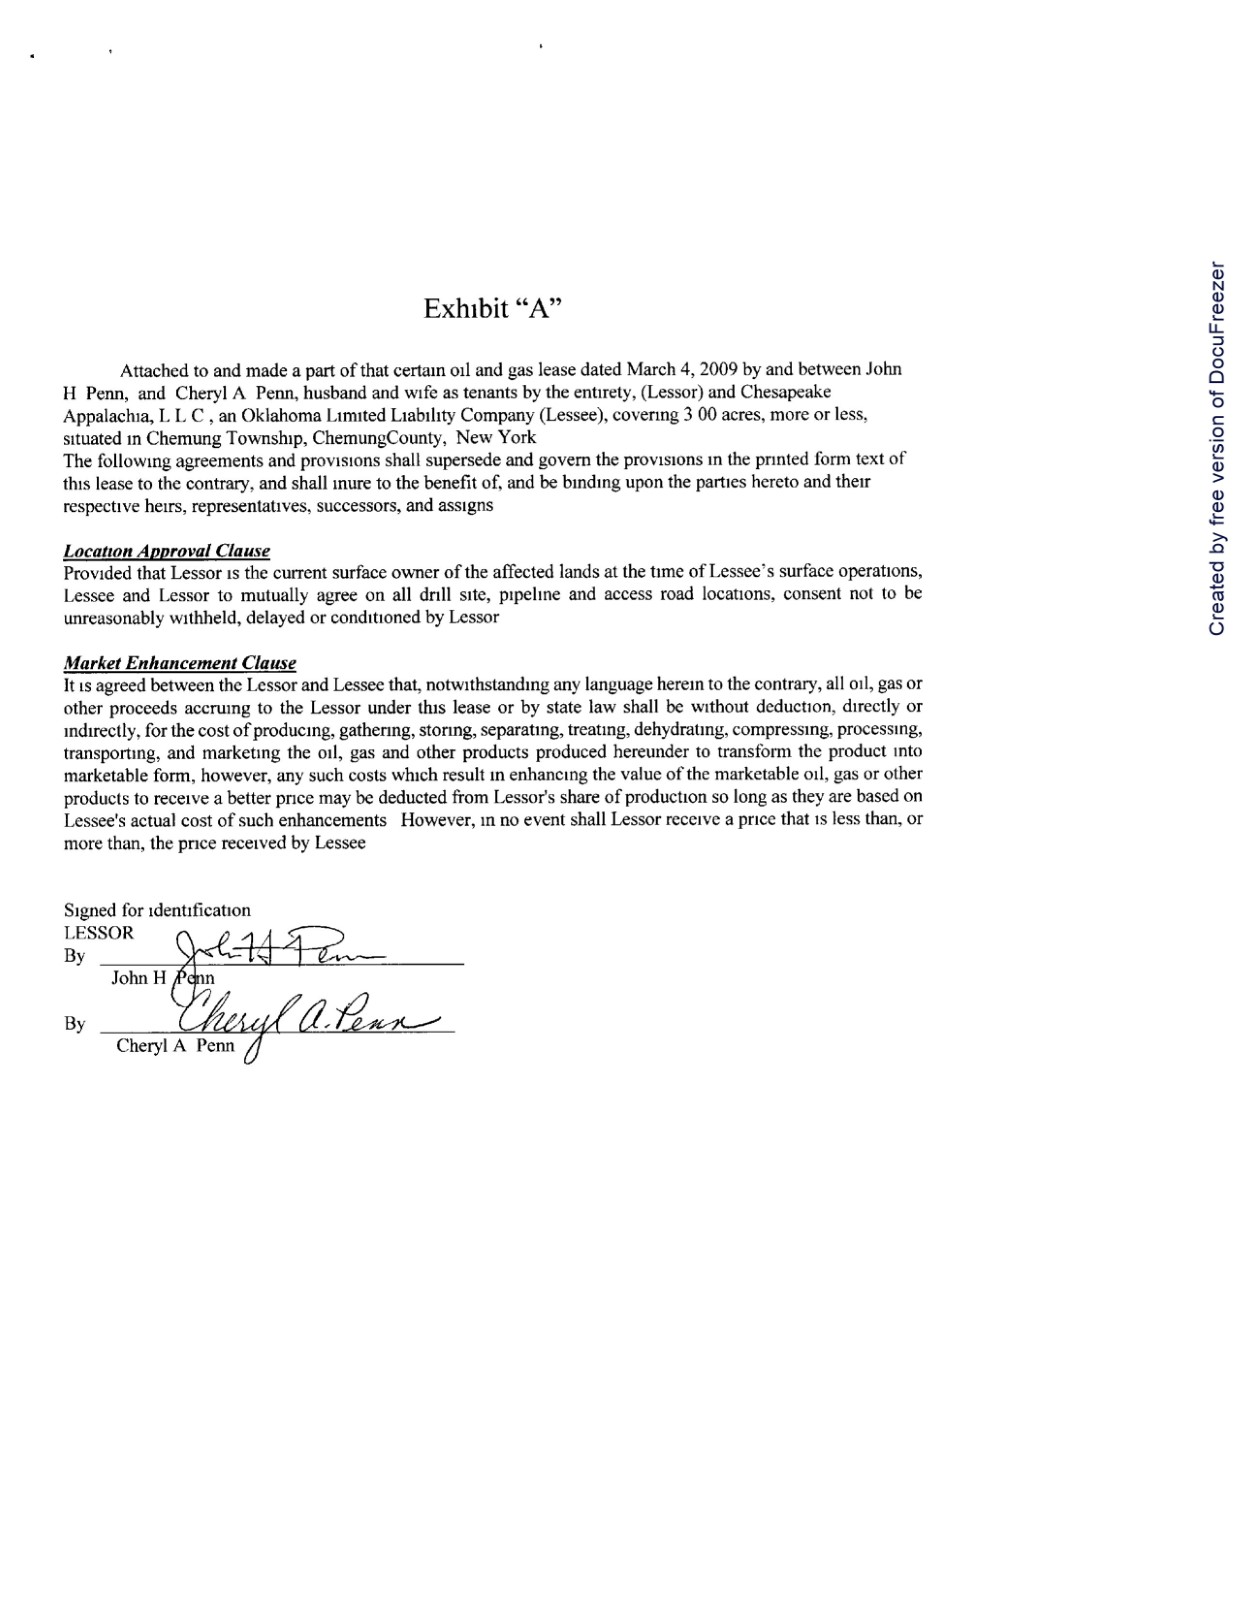 Exhibit “A”
Attached to and made a part of that certain oil and gas lease dated March 4, 2009 by and between John
H Penn, and Cheryl A Penn, husband and wife as tenants by the entirety, (Lessor) and Chesapeake
Appalachia, L L C , an Oklahoma Limited Liability Company (Lessee), covering 3 00 acres, more or less,
situated in Chemung Township, ChemungCounty, New York
The following agreements and provisions shall supersede and govern the provisions in the printed form text of
this lease to the contrary, and shall inure to the benefit of, and be binding upon the parties hereto and their
respective heirs, representatives, successors, and assigns
Location Approval Clause
Provided that Lessor is the current surface owner of the affected lands at the time of Lessee’s surface operations,
Lessee and Lessor to mutually agree on all drill site, pipeline and access road locations, consent not to be
unreasonably withheld, delayed or conditioned by Lessor
Market Enhancement Clause
It is agreed between the Lessor and Lessee that, notwithstanding any language herein to the contrary, all oil, gas or
other proceeds accruing to the Lessor under this lease or by state law shall be without deduction, directly or
indirectly, for the cost of producing, gathering, storing, separating, treating, dehydrating, compressing, processing,
transporting, and marketing the oil, gas and other products produced hereunder to transform the product into
marketable form, however, any such costs which result in enhancing the value of the marketable oil, gas or other
products to receive a better price may be deducted from Lessor's share of production so long as they are based on
Lessee's actual cost of such enhancements However, in no event shall Lessor receive a price that is less than, or
more than, the price received by Lessee
Signed for identification
LESSOR
By John H Penn
John H Penn
By Cheryl A. Penn
Cheryl A Penn
Created by free version of DocuFreezer